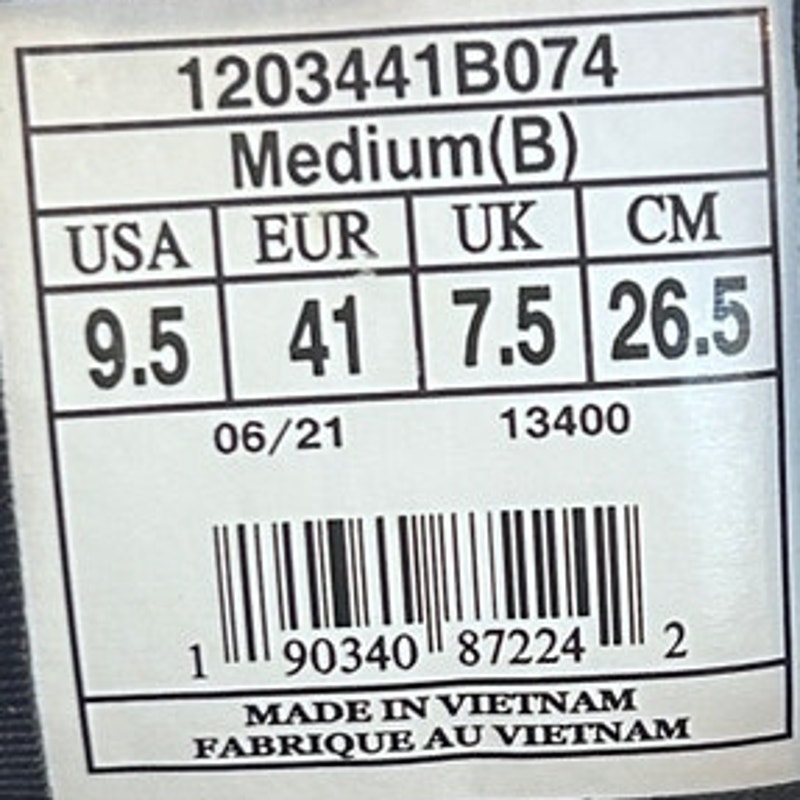 1203441B074
Medium(B)
USA EUR UK CM
9.5 41 7.5 26.5
06/21 13400
1 90340 87224 2
MADE IN VIETNAM
FABRIQUE AU VIETNAM